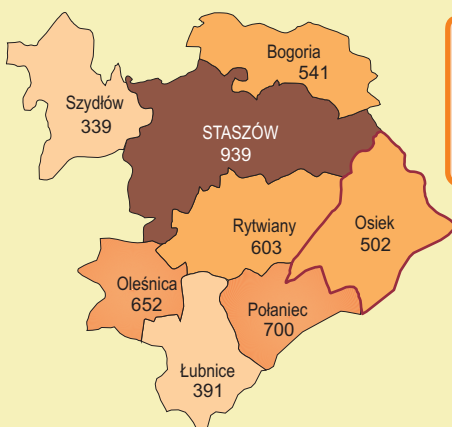 Bogoria
541
Szydłów
339
STASZÓW
939
Rytwiany
603
Osiek
502
Oleśnica
652
Połaniec
700
Łubnice
391